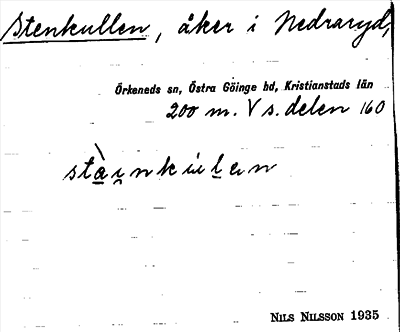 Stenkullen, åker i Nedraryd,
Örkeneds sn, Östra Göinge hd, Kristianstads län
200 m. V s. delen 160
NILS NILSSON 1935